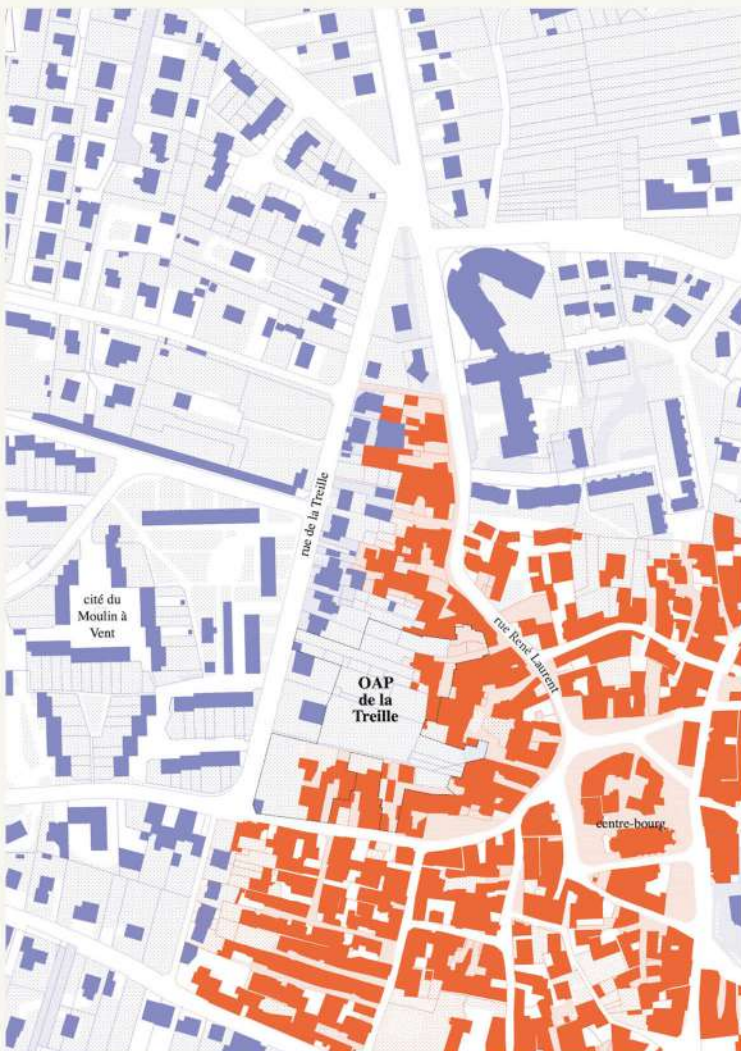 rue de la Treille
cité du
Moulin à
Vent
rue René Laurent
OAP
de la
Treille
centre-bourg